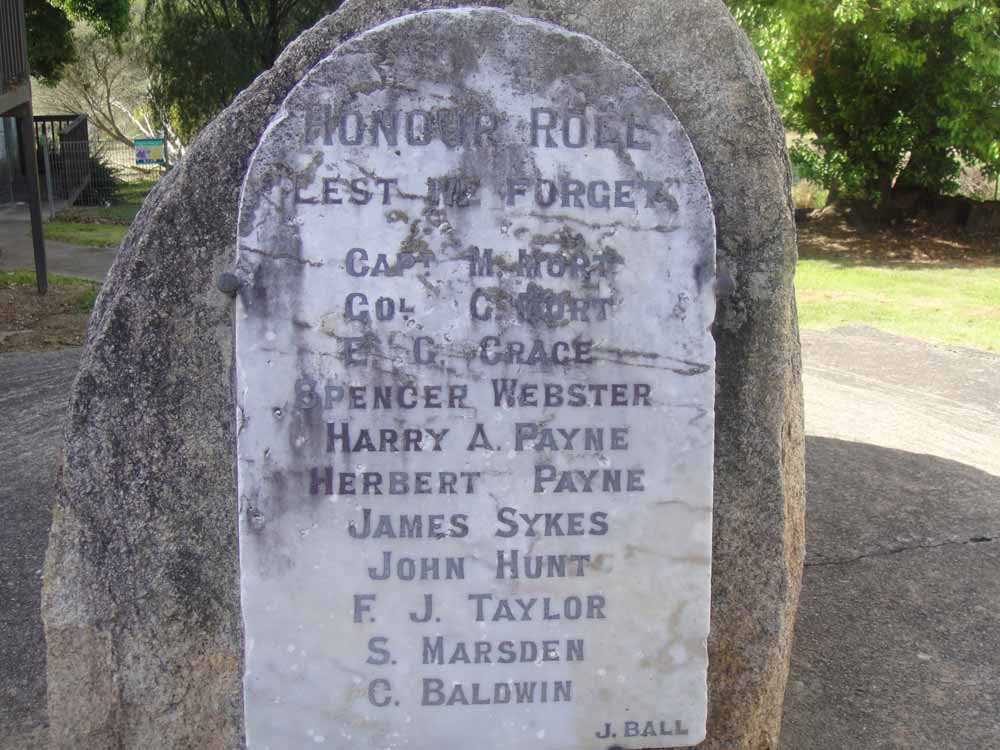 HONOUR ROLL
LEST WE FORGET
CAPT M. MORT
COL C. MORT
E. G. GRACE
SPENCER WEBSTER
HARRY A. PAYNE
HERBERT PAYNE
JAMES SYKES
JOHN HUNT
F. J. TAYLOR
S. MARSDEN
C. BALDWIN
J. BALL